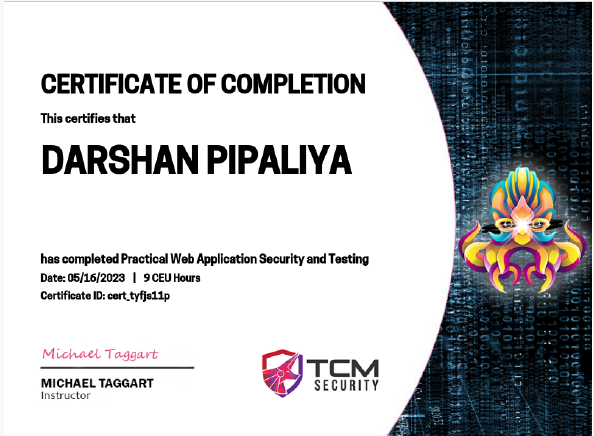 CERTIFICATE OF COMPLETION
This certifies that
DARSHAN PIPALIYA
has completed Practical Web Application Security and Testing
Date: 05/16/2023 | 9 CEU Hours
Certificate ID: cert_tyfjs11p
Michael Taggart
MICHAEL TAGGART
Instructor
TCM
SECURITY